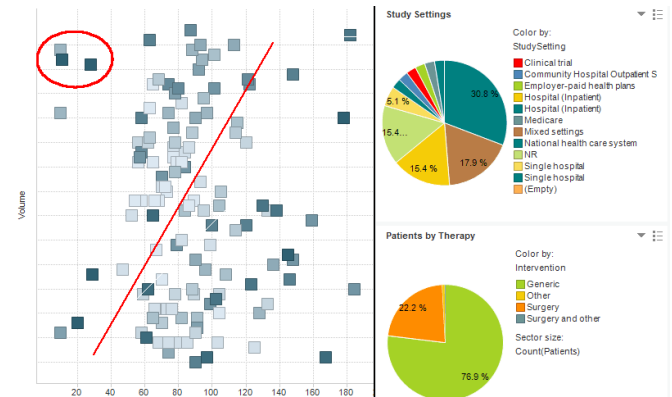 Volume
20 40 60 80 100 120 140 160 180
Study Settings
30.8 %
17.9 %
15.4 %
15.4...
5.1 %
Color by:
StudySetting
Clinical trial
Community Hospital Outpatient S
Employer-paid health plans
Hospital (Inpatient)
Hospital (Inpatient)
Medicare
Mixed settings
National health care system
NR
Single hospital
Single hospital
(Empty)
Patients by Therapy
22.2 %
76.9 %
Color by:
Intervention
Generic
Other
Surgery
Surgery and other
Sector size:
Count(Patients)